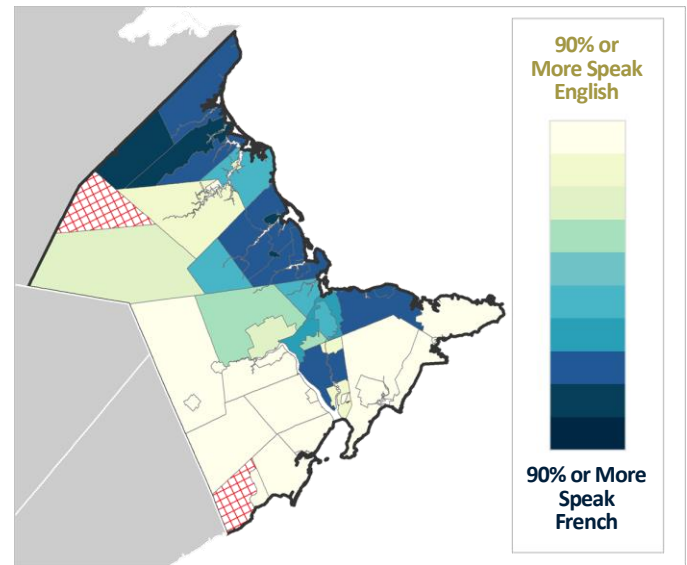 90% or
More Speak
English
90% or More
Speak
French